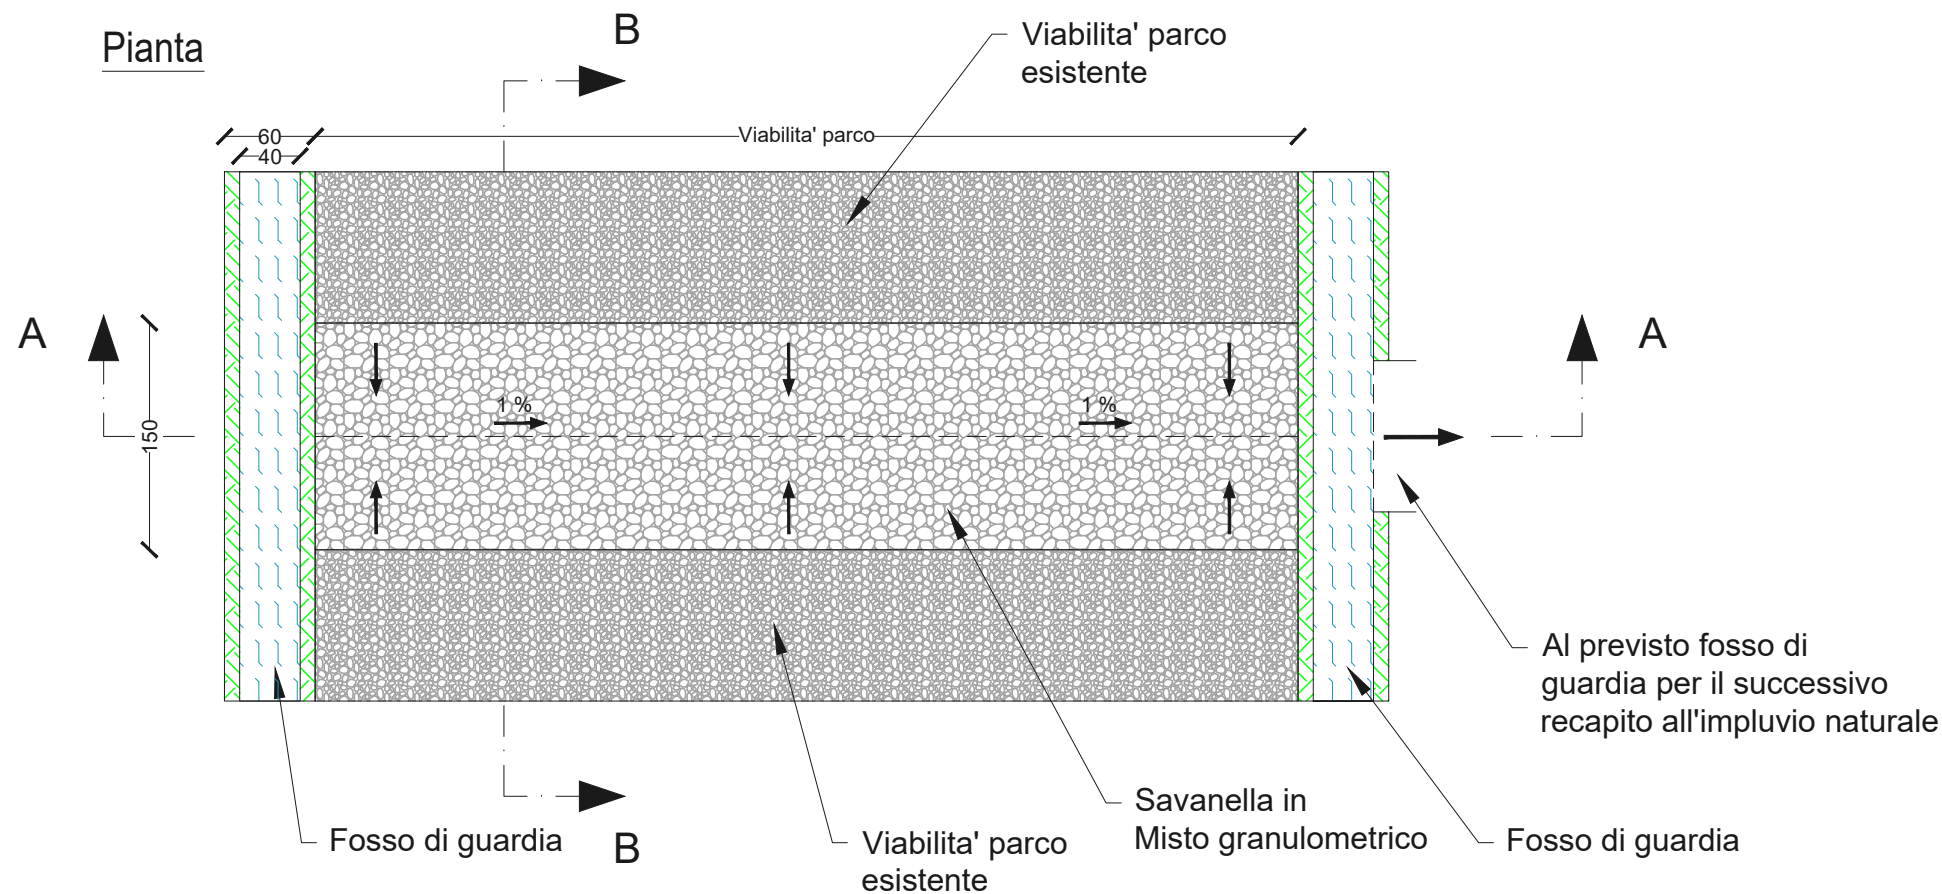 Pianta
B
Viabilita' parco
esistente
60
Viabilita' parco
40
A
A
1 %
1 %
150
Al previsto fosso di
guardia per il successivo
recapito all'impluvio naturale
Savanella in
Misto granulometrico
Fosso di guardia
B
Viabilita' parco
esistente
Fosso di guardia